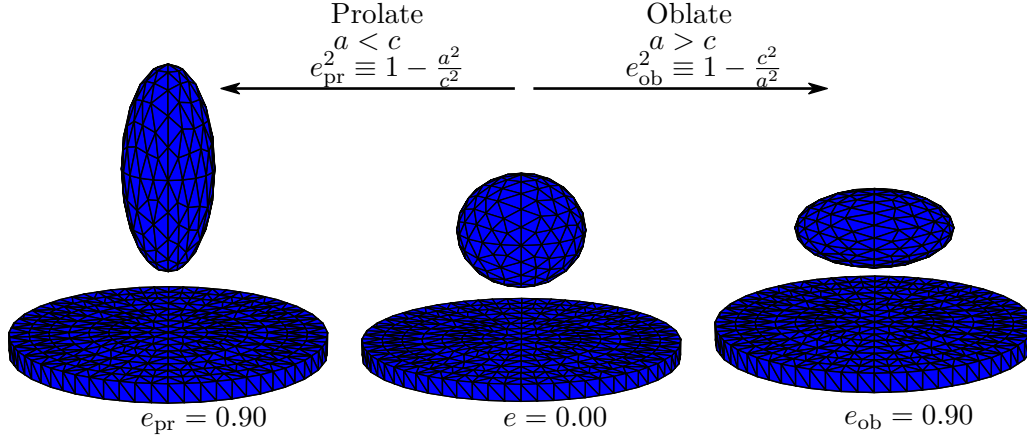 Prolate
a < c
e²ₚᵣ ≡ 1 − a²/c²
Oblate
a > c
e²ₒb ≡ 1 − c²/a²
eₚᵣ = 0.90
e = 0.00
eₒb = 0.90